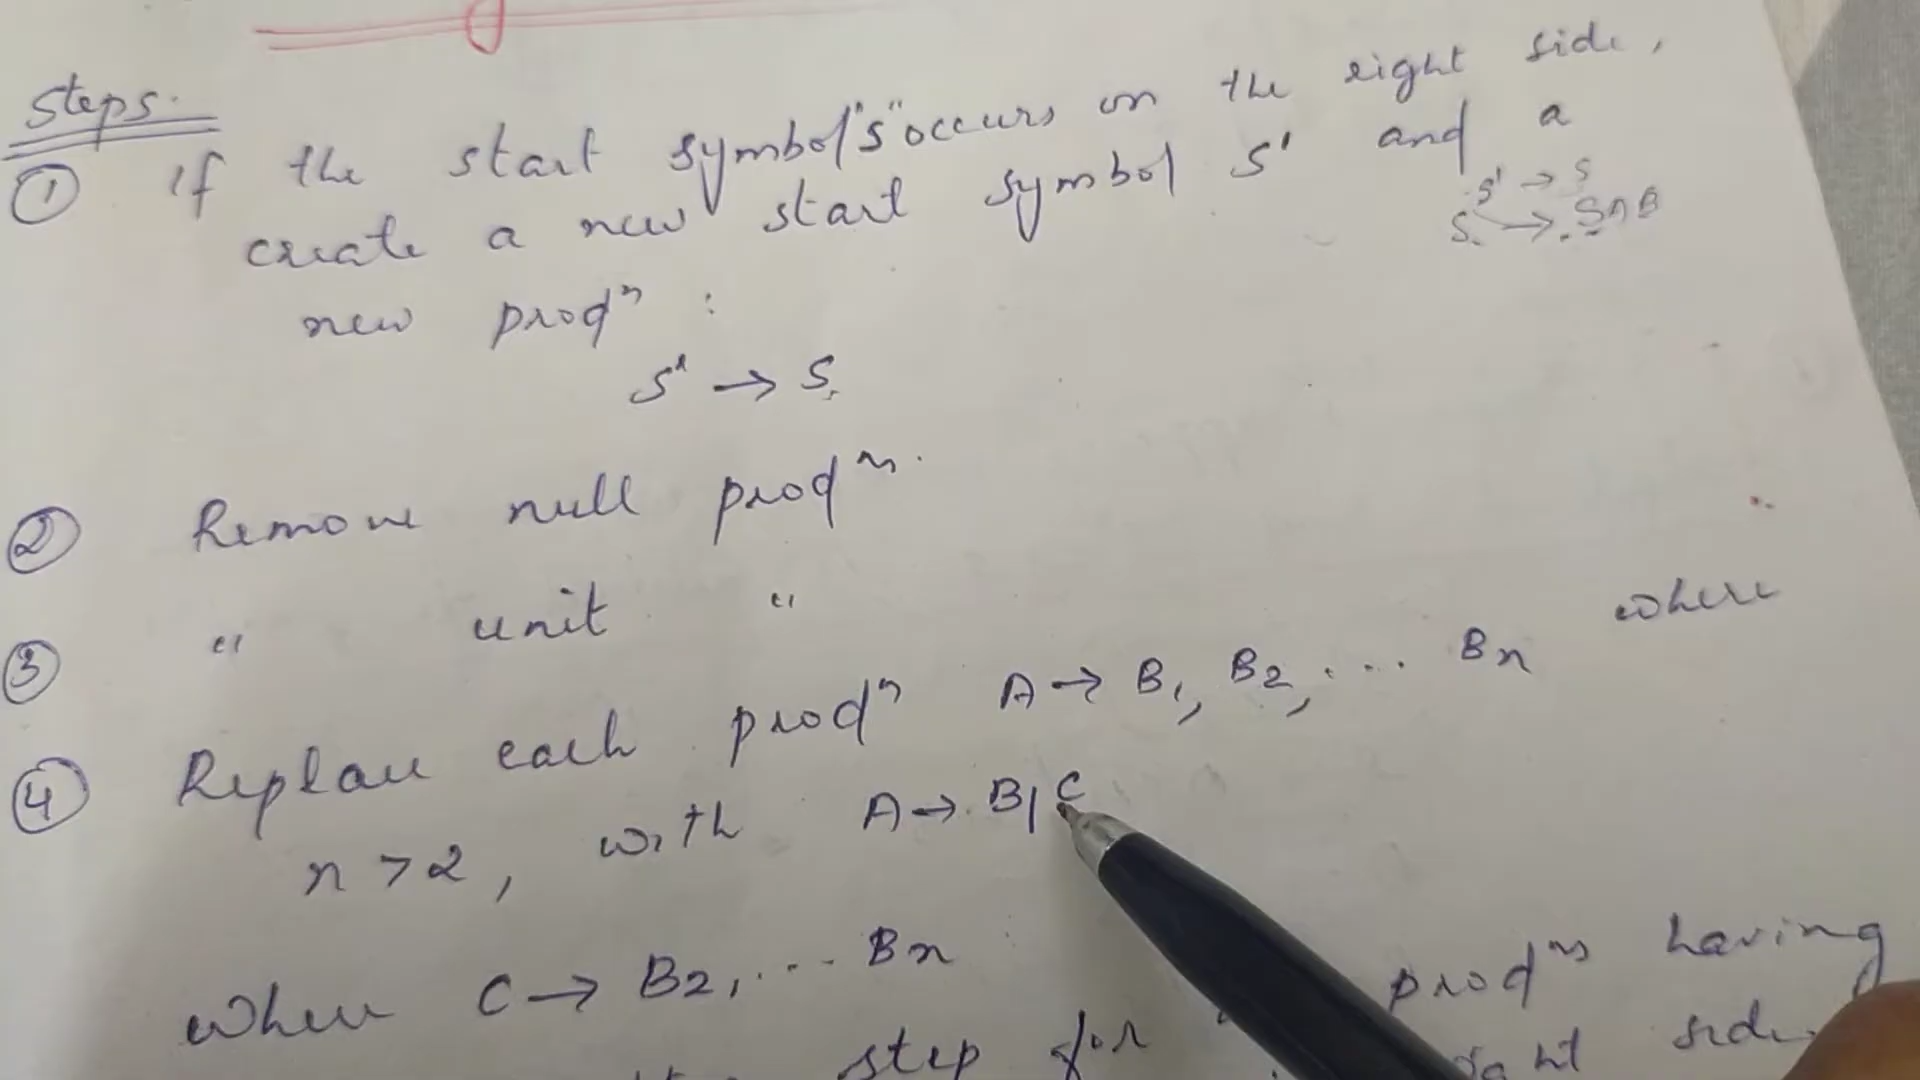 Steps.
① If the start symbol "S" occurs on the right side,
create a new start symbol S' and a
S' → S
S → SAB
new prodⁿ :
S' → S
② Remove null prodⁿ.
③ " unit "
④ Replace each prodⁿ A → B1, B2, .... Bn where
n > 2, with A → B1C
where C → B2, ... Bn
step for prodⁿs having
side.